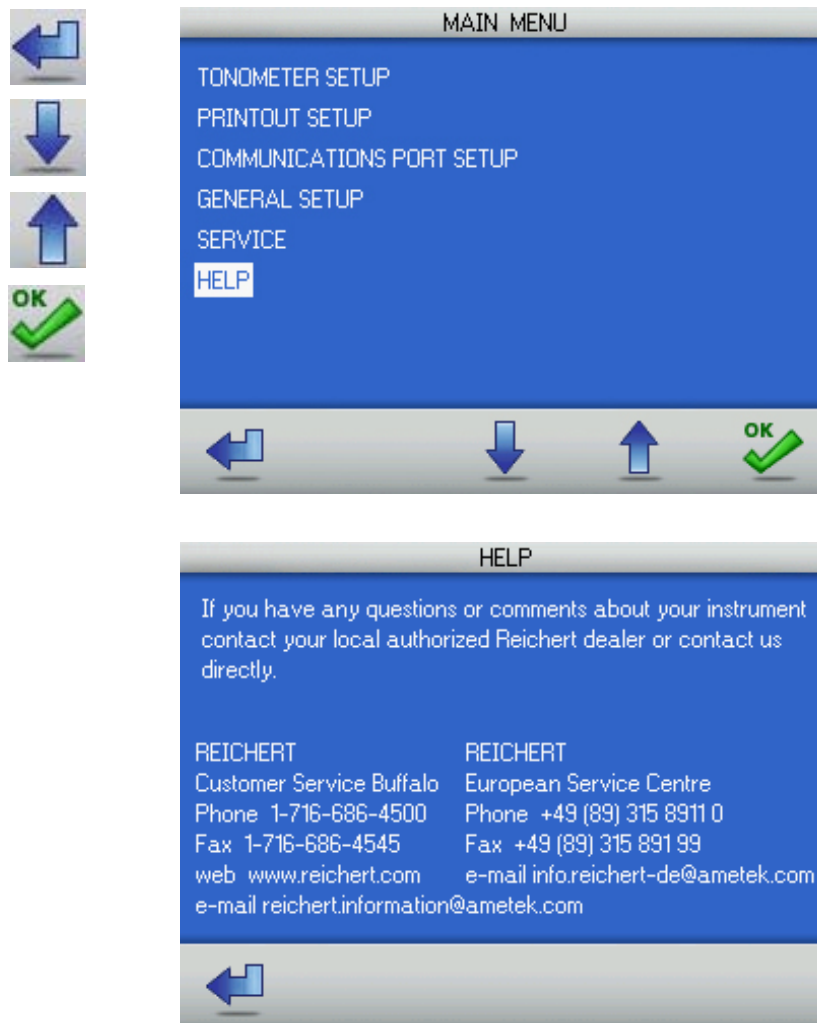 MAIN MENU
TONOMETER SETUP
PRINTOUT SETUP
COMMUNICATIONS PORT SETUP
GENERAL SETUP
SERVICE
HELP
OK
OK
HELP
If you have any questions or comments about your instrument
contact your local authorized Reichert dealer or contact us
directly.
REICHERT
Customer Service Buffalo
Phone 1-716-686-4500
Fax 1-716-686-4545
web www.reichert.com
e-mail reichert.information@ametek.com
REICHERT
European Service Centre
Phone +49 (89) 315 8911 0
Fax +49 (89) 315 891 99
e-mail info.reichert-de@ametek.com